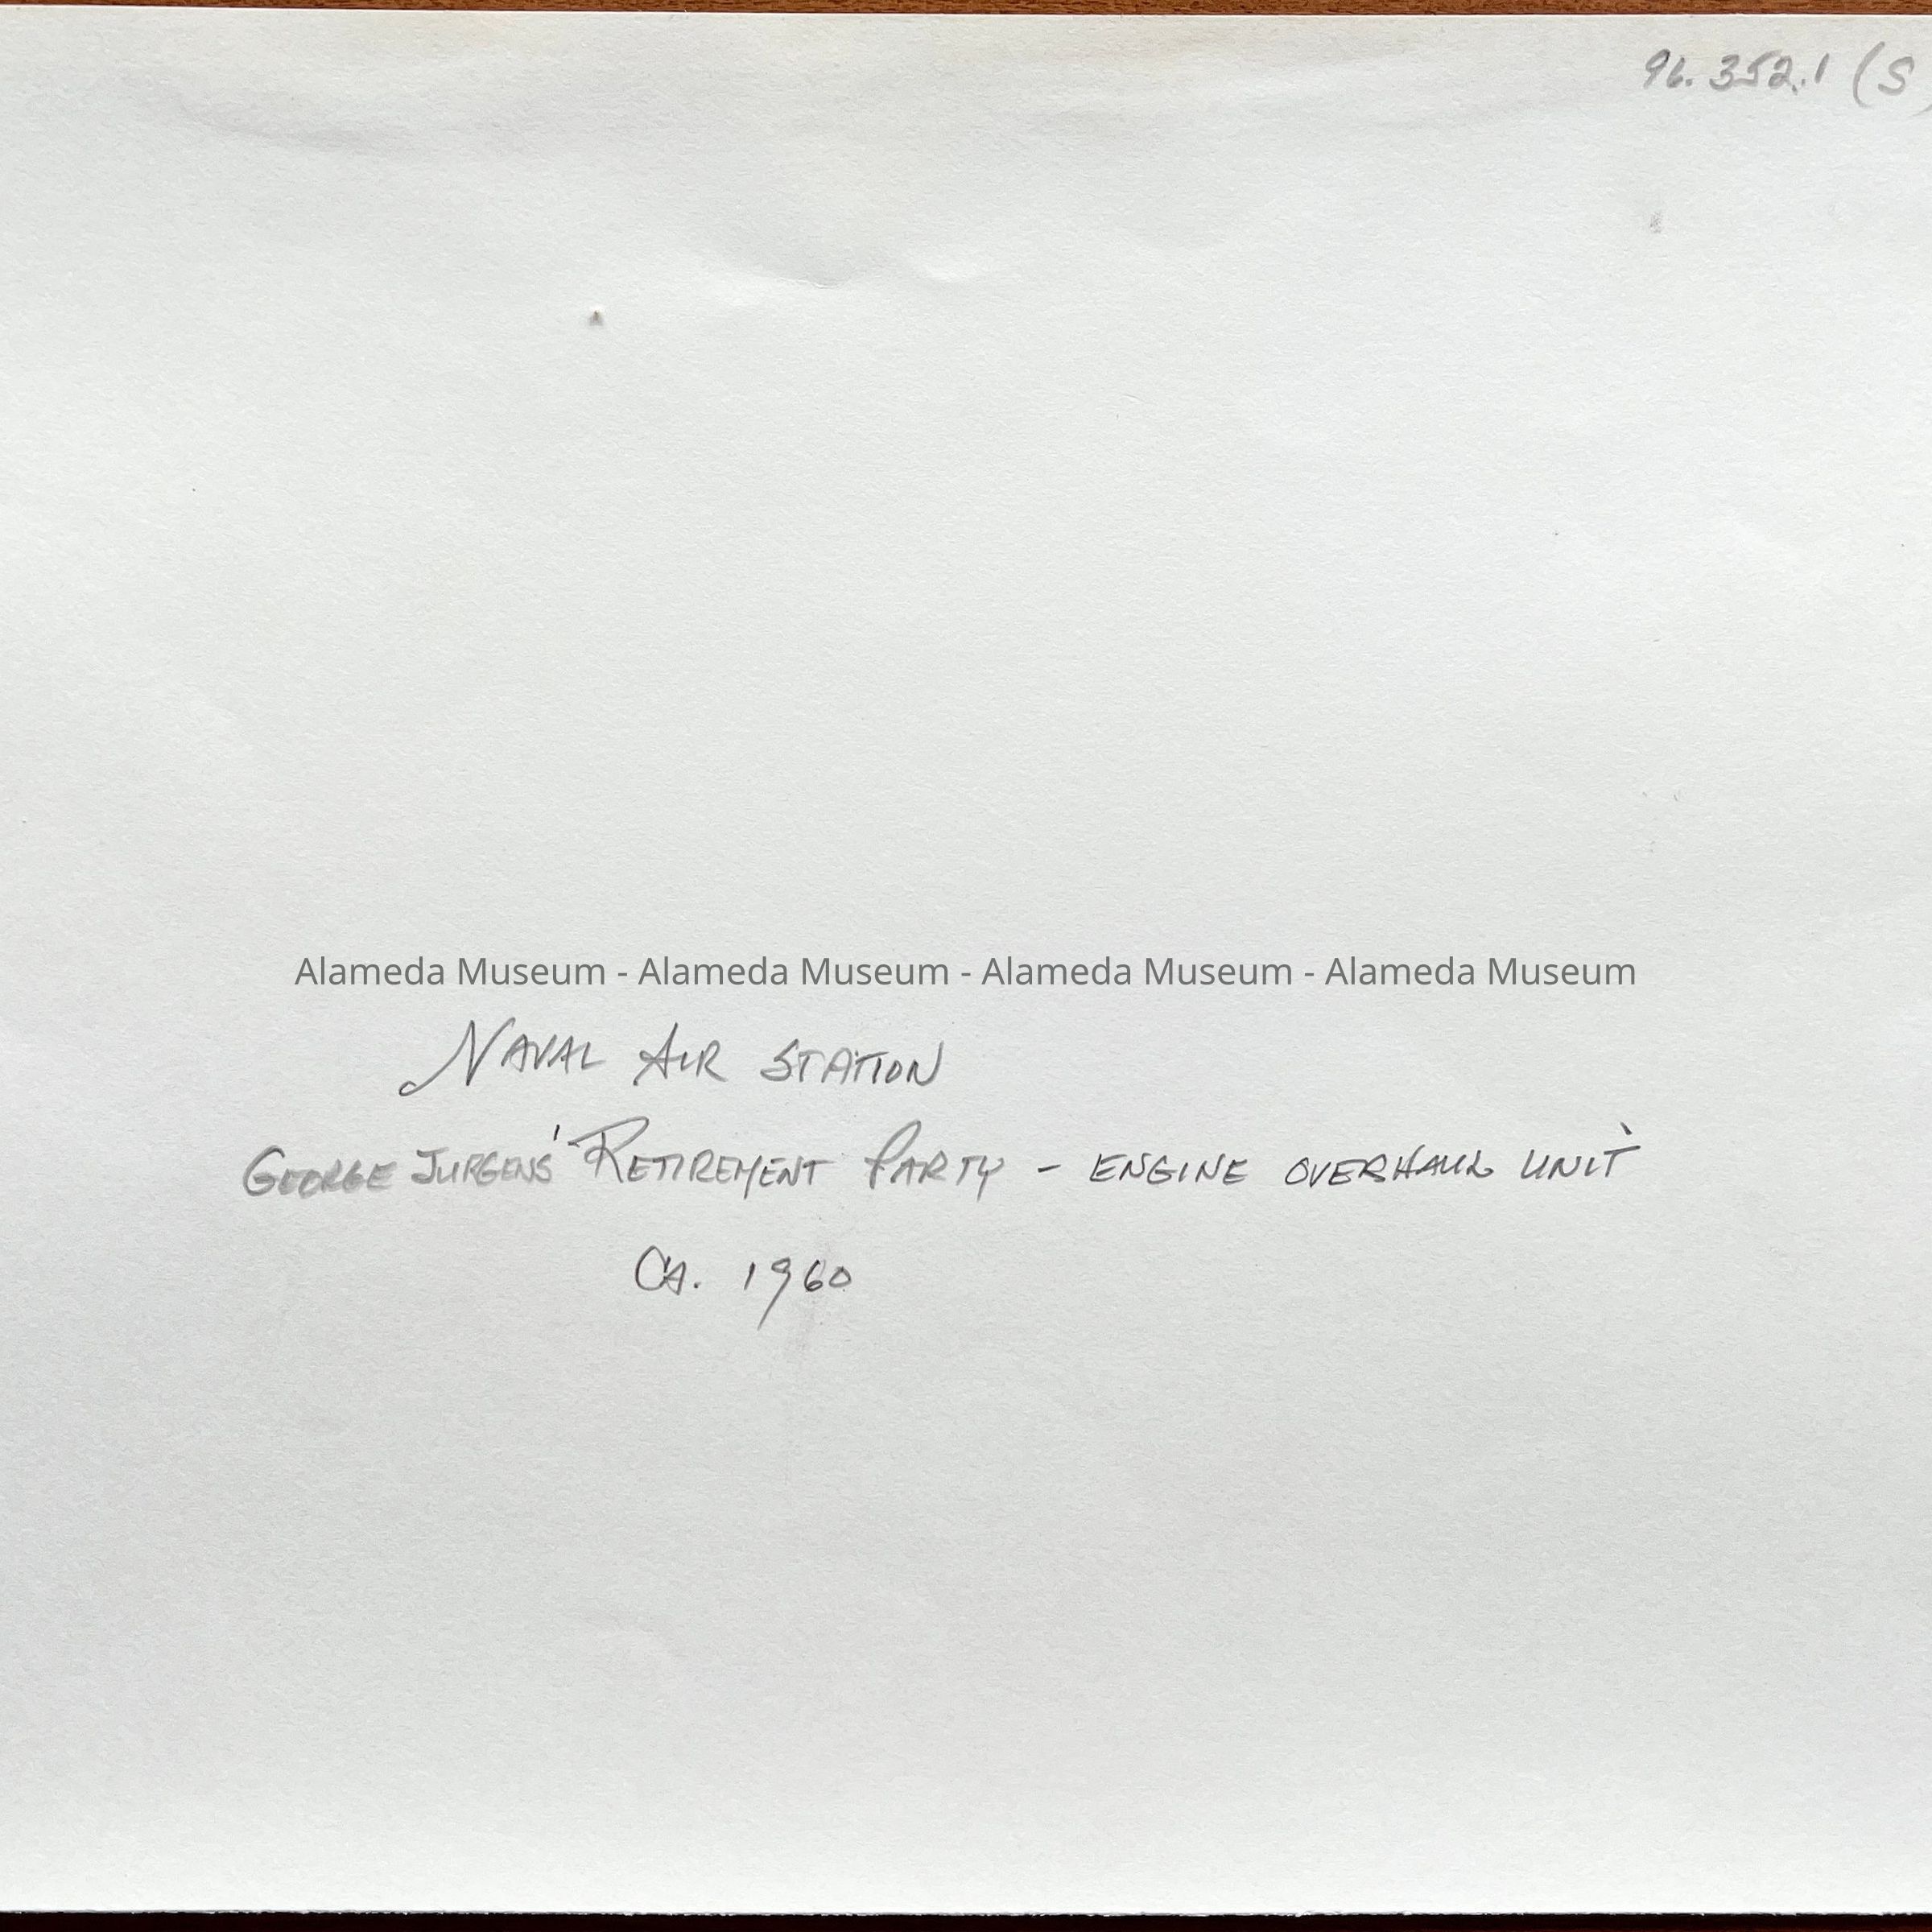 96.352.1 (S)
Alameda Museum - Alameda Museum - Alameda Museum - Alameda Museum
NAVAL AIR STATION
GEORGE JURGENS' RETIREMENT PARTY - ENGINE OVERHAUL UNIT
CA. 1960